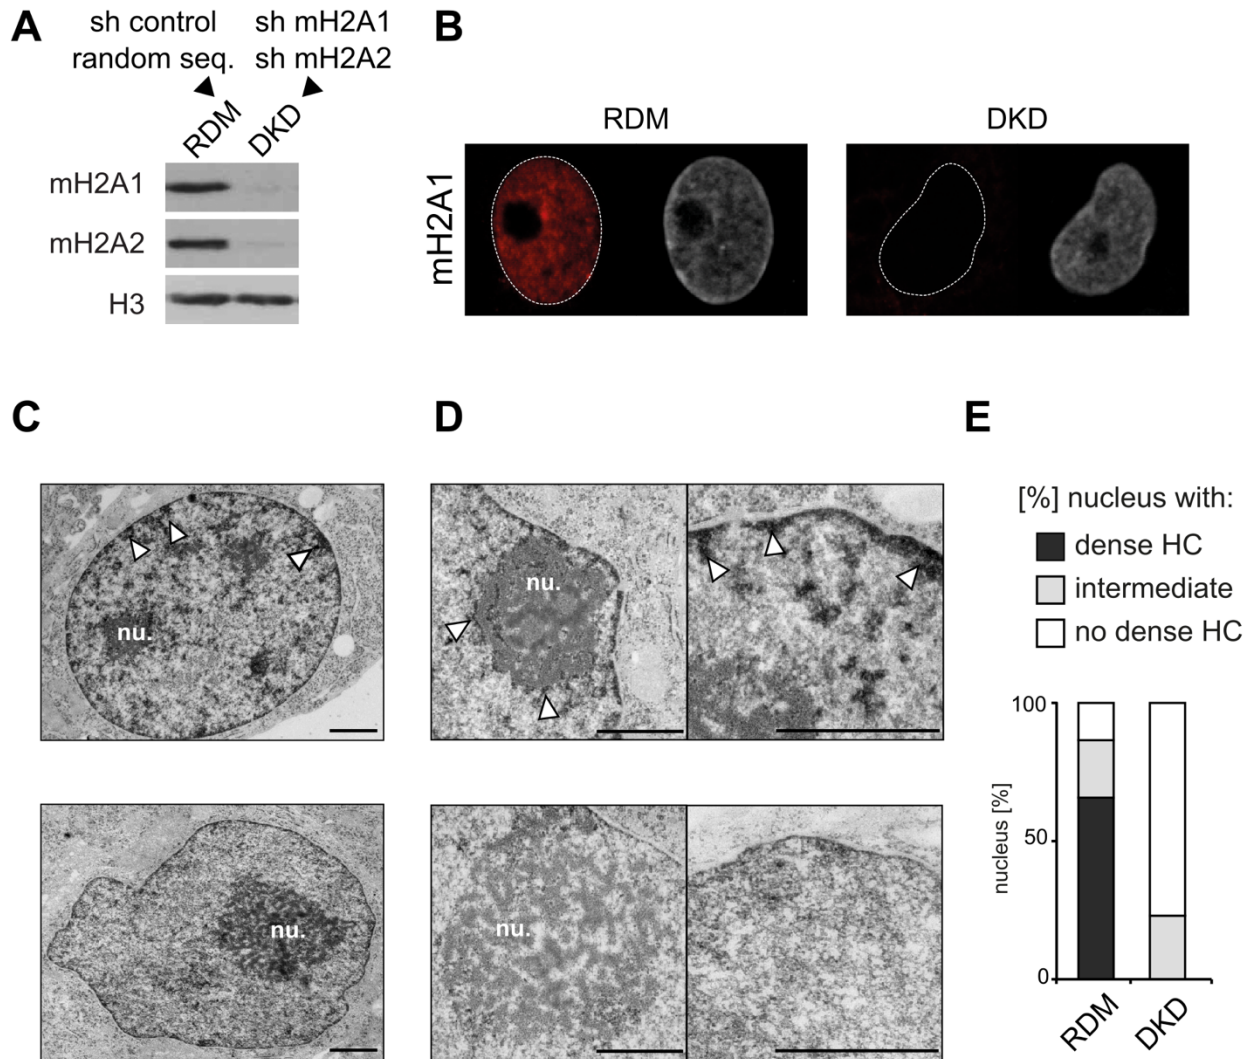 A
sh control
random seq.
sh mH2A1
sh mH2A2
RDM
DKD
mH2A1
mH2A2
H3
B
RDM
DKD
mH2A1
C
nu.
nu.
D
nu.
nu.
E
[%] nucleus with:
dense HC
intermediate
no dense HC
nucleus [%]
100
50
0
RDM
DKD